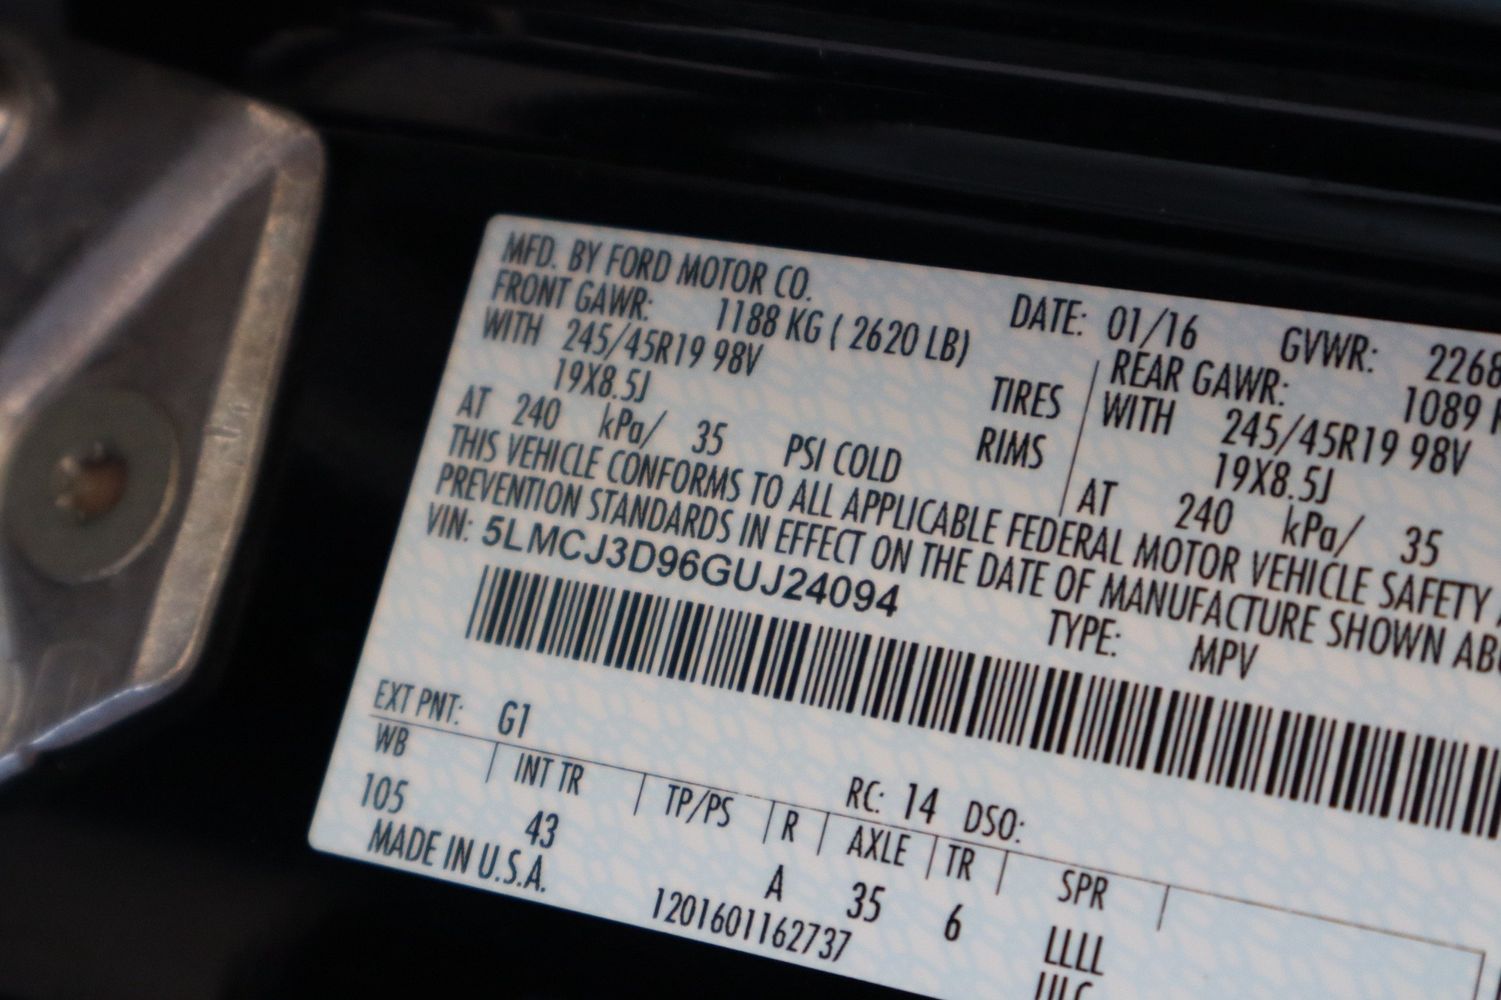 MFD. BY FORD MOTOR CO.
DATE: 01/16 GVWR: 2268
FRONT GAWR: 1188 KG ( 2620 LB) REAR GAWR: 1089
WITH 245/45R19 98V TIRES WITH 245/45R19 98V
19X8.5J RIMS 19X8.5J
AT 240 kPa/ 35 PSI COLD AT 240 kPa/ 35
THIS VEHICLE CONFORMS TO ALL APPLICABLE FEDERAL MOTOR VEHICLE SAFETY
PREVENTION STANDARDS IN EFFECT ON THE DATE OF MANUFACTURE SHOWN
VIN: 5LMCJ3D96GUJ24094
TYPE: MPV
EXT PNT: G1 RC: 14 DSO:
WB INT TR TP/PS R AXLE TR SPR
105 43 A 35 6 LLLL
MADE IN U.S.A. 1201601162737